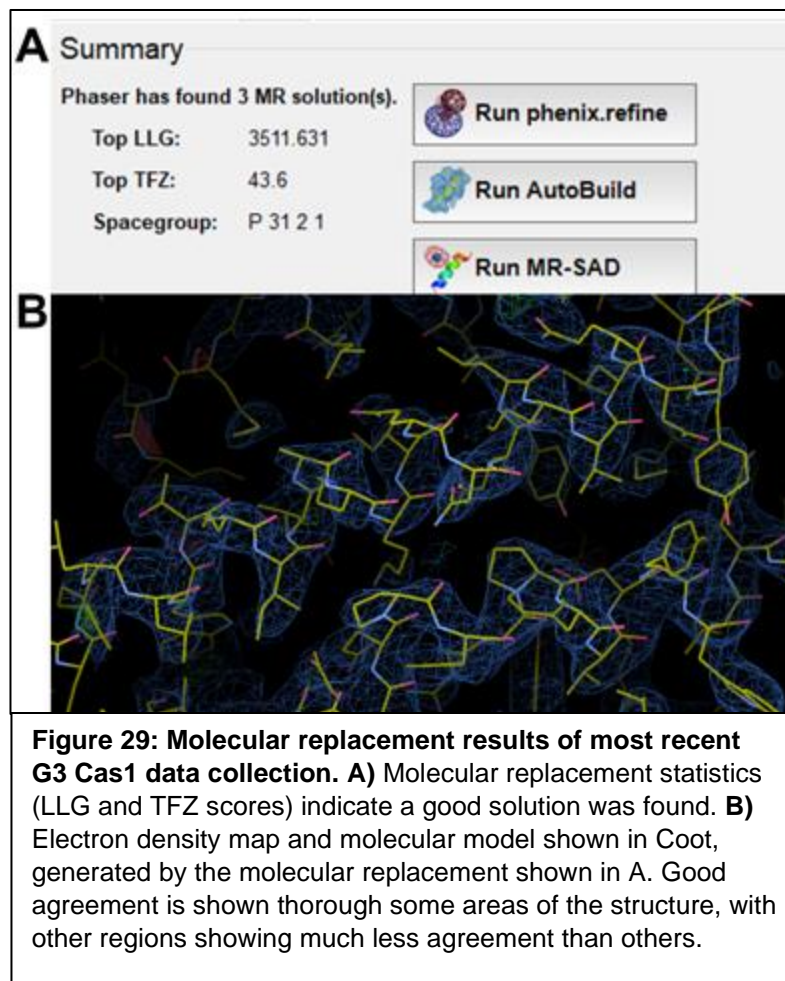 A
Summary
Phaser has found 3 MR solution(s).
Top LLG: 3511.631
Top TFZ: 43.6
Spacegroup: P 31 2 1
Run phenix.refine
Run AutoBuild
Run MR-SAD
B
Figure 29: Molecular replacement results of most recent
G3 Cas1 data collection. A) Molecular replacement statistics
(LLG and TFZ scores) indicate a good solution was found. B)
Electron density map and molecular model shown in Coot,
generated by the molecular replacement shown in A. Good
agreement is shown thorough some areas of the structure, with
other regions showing much less agreement than others.